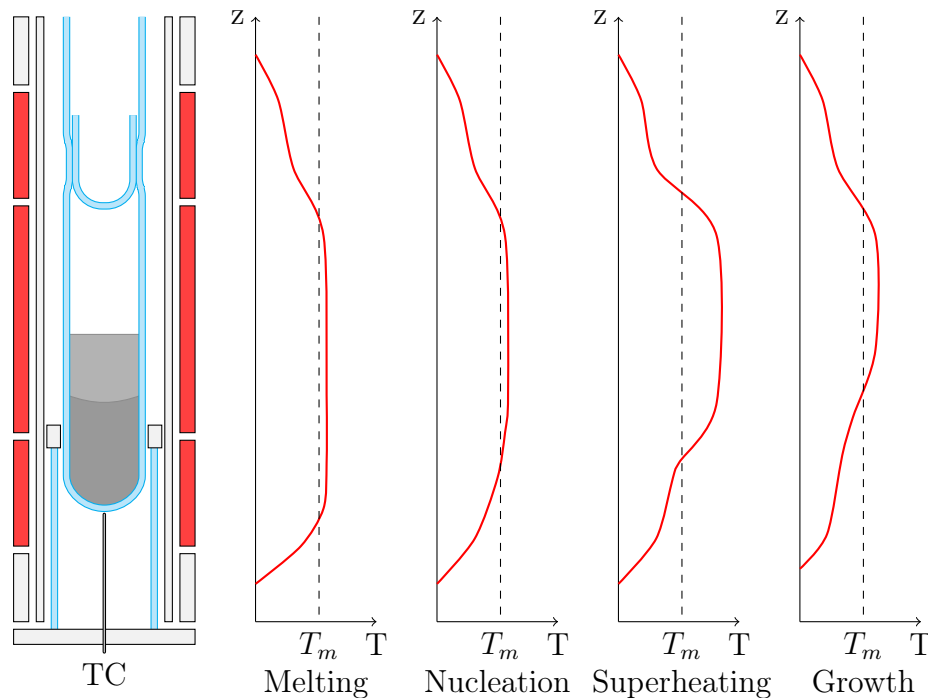 z z z z
TC
T_m T T_m T T_m T T_m T
Melting Nucleation Superheating Growth